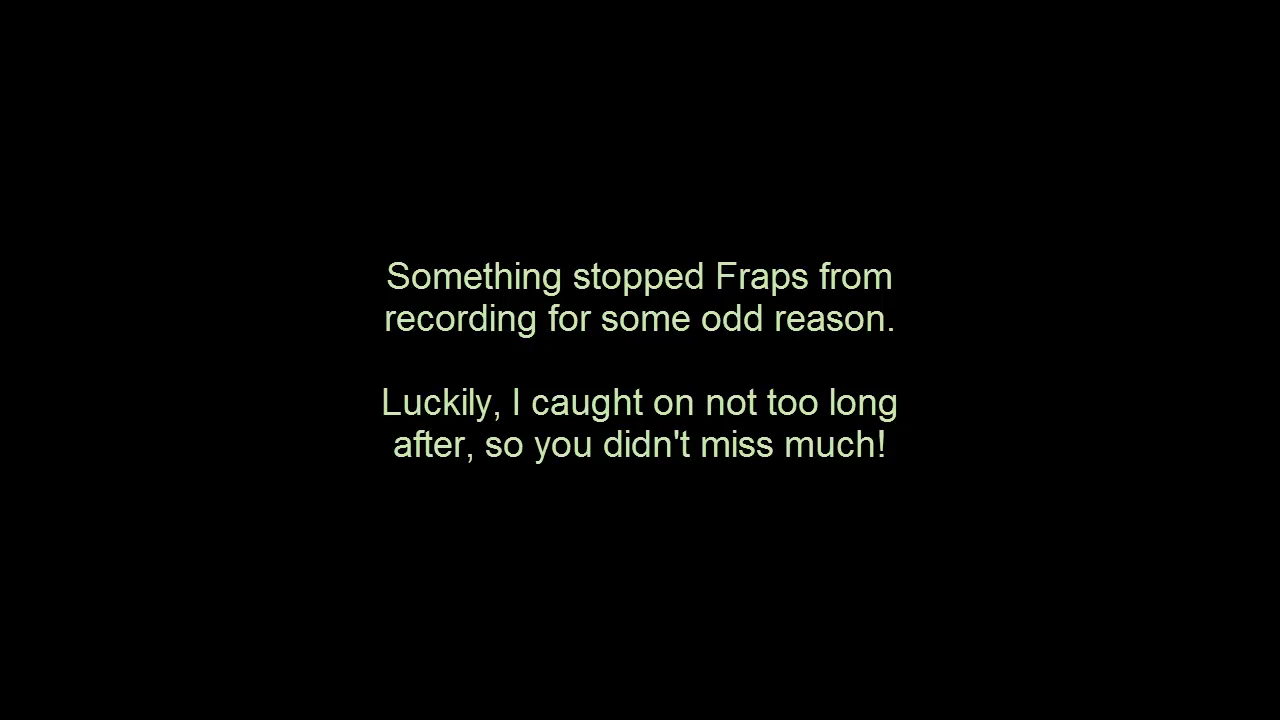 Something stopped Fraps from
recording for some odd reason.
Luckily, I caught on not too long
after, so you didn't miss much!